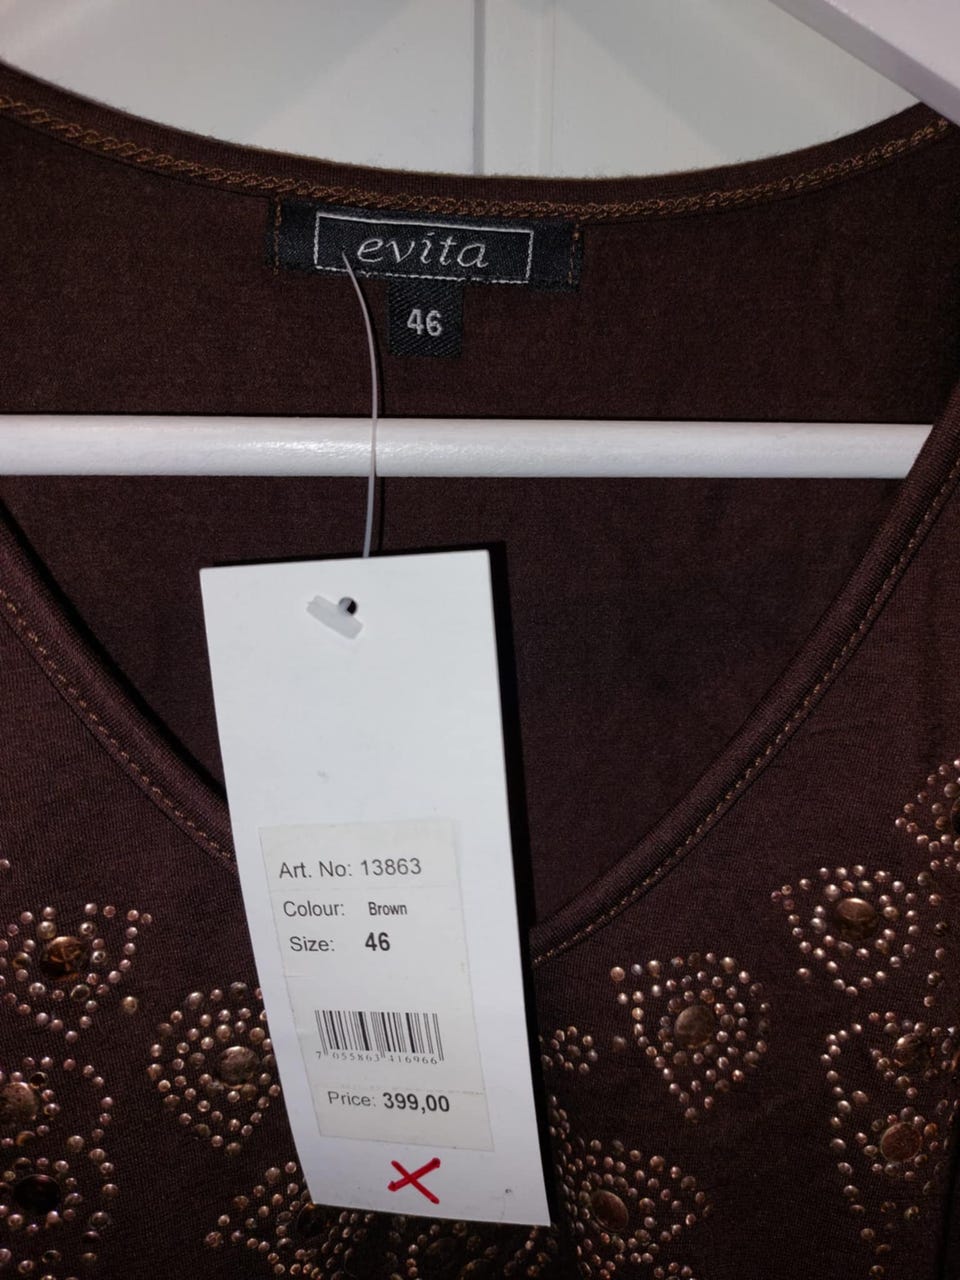 evita
46
Art. No: 13863
Colour: Brown
Size: 46
7 055863 416966
Price: 399,00